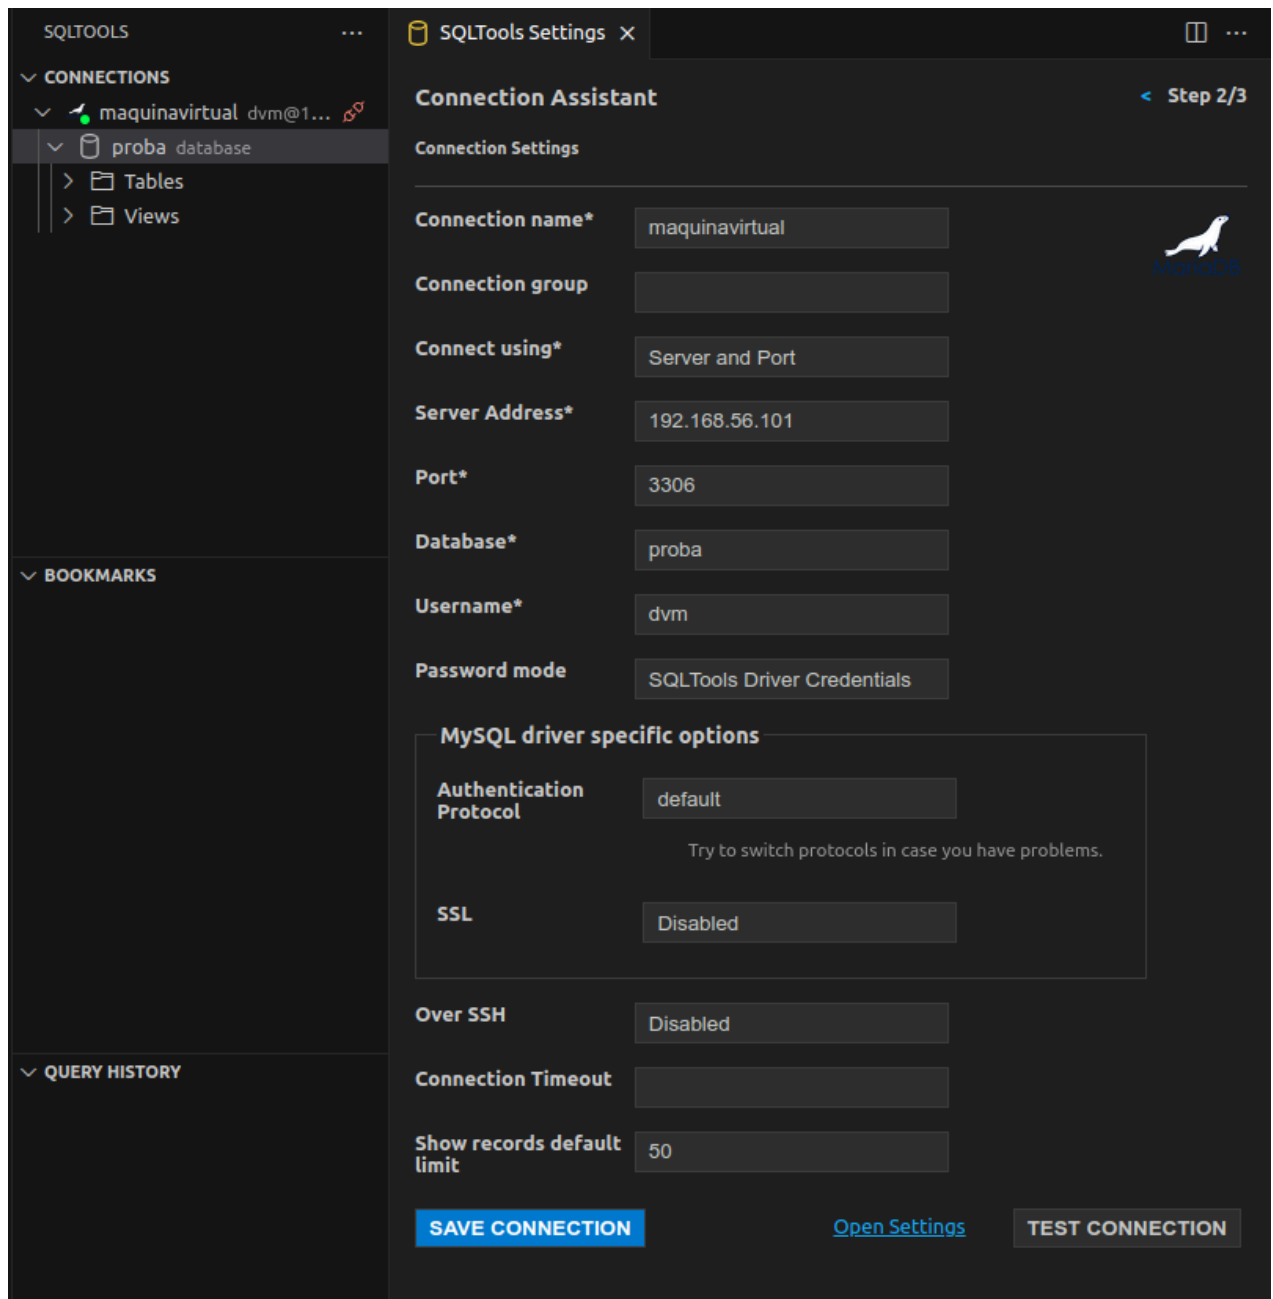 SQLTOOLS
CONNECTIONS
maquinavirtual dvm@1...
proba database
Tables
Views
BOOKMARKS
QUERY HISTORY
SQLTools Settings
Connection Assistant
< Step 2/3
Connection Settings
Connection name*
maquinavirtual
MariaDB
Connection group
Connect using*
Server and Port
Server Address*
192.168.56.101
Port*
3306
Database*
proba
Username*
dvm
Password mode
SQLTools Driver Credentials
MySQL driver specific options
Authentication
Protocol
default
Try to switch protocols in case you have problems.
SSL
Disabled
Over SSH
Disabled
Connection Timeout
Show records default
limit
50
SAVE CONNECTION
Open Settings
TEST CONNECTION